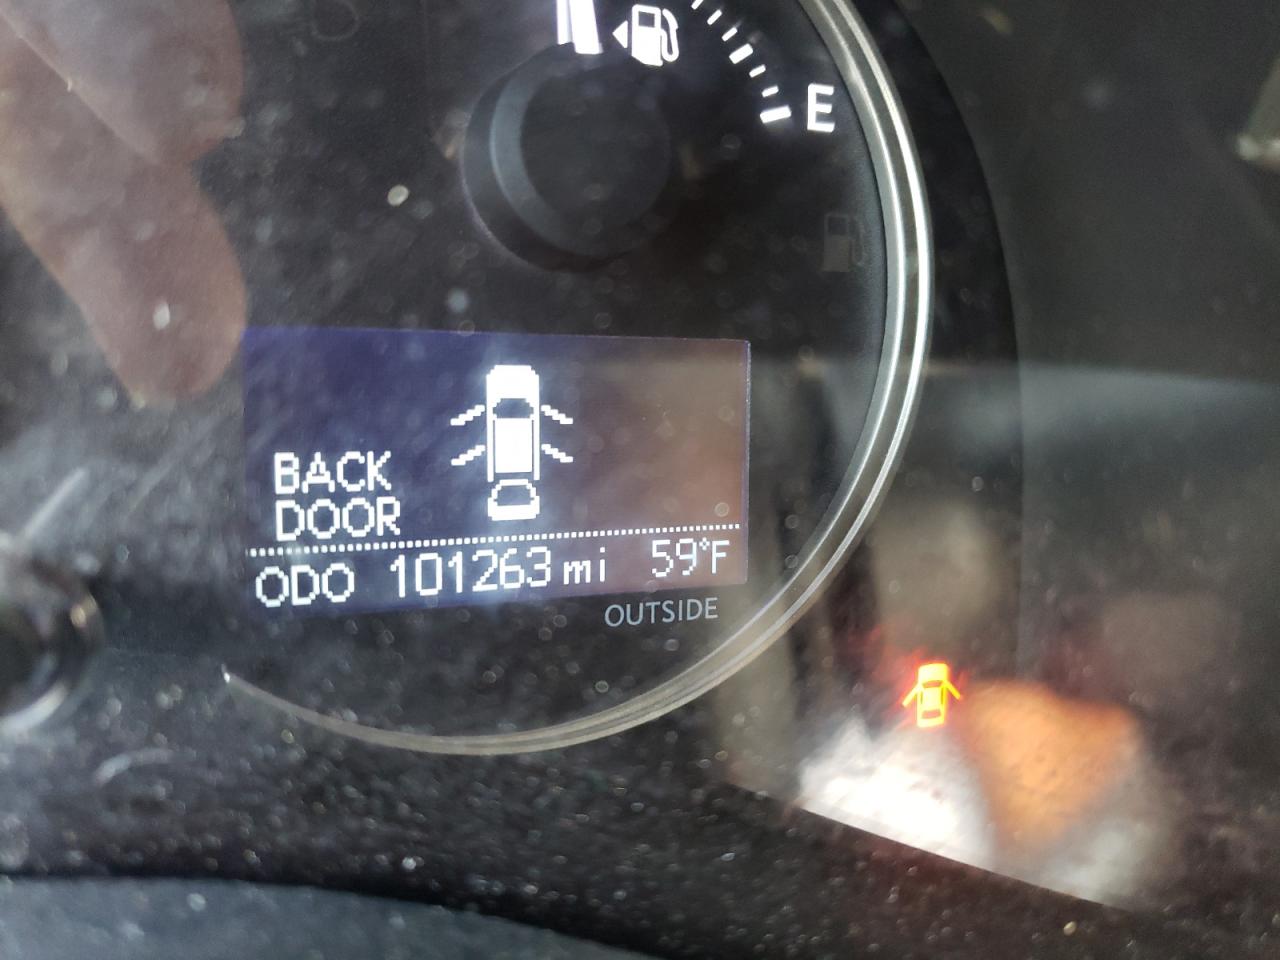 E
BACK
DOOR
ODO 101263 mi 59°F
OUTSIDE